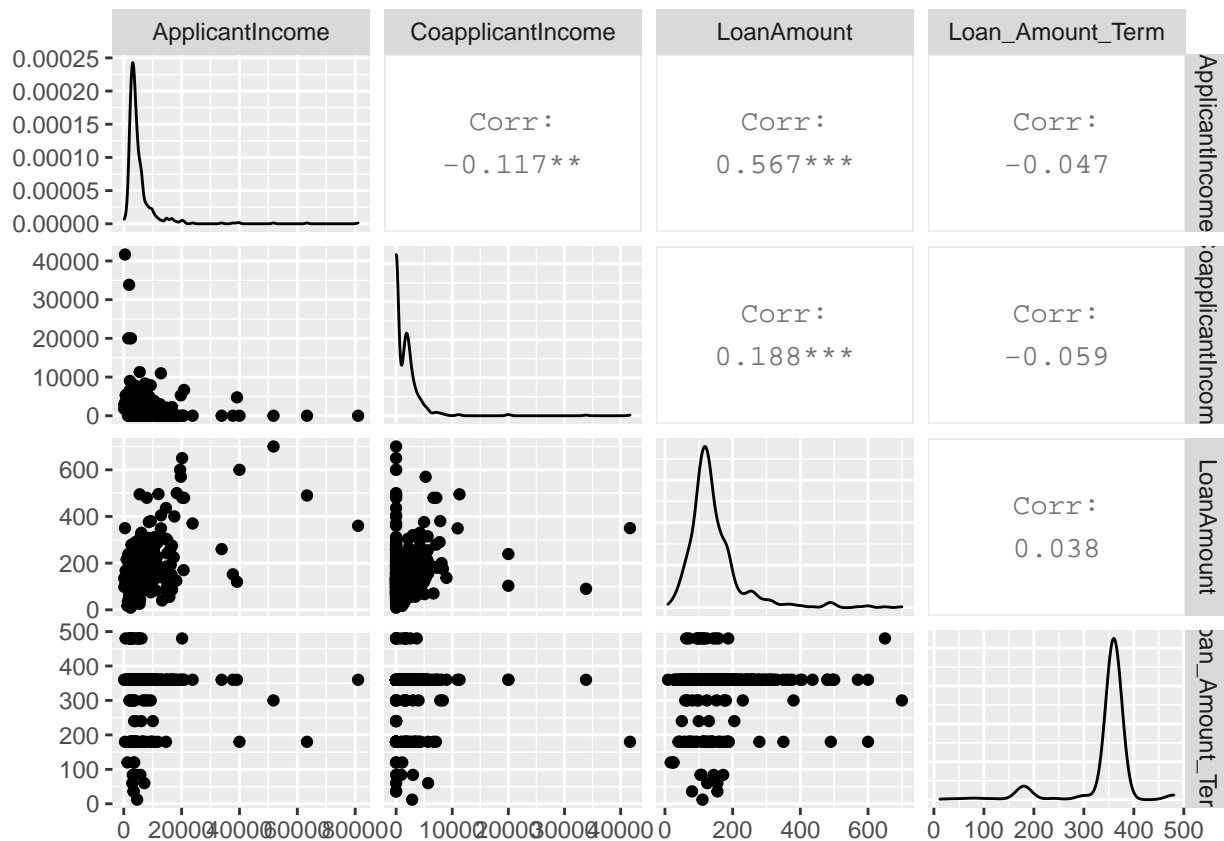 ApplicantIncome CoapplicantIncome LoanAmount Loan_Amount_Term
0.00025
0.00020
0.00015
0.00010
0.00005
0.00000
Corr:
-0.117**
Corr:
0.567***
Corr:
-0.047
ApplicantIncome
40000
30000
20000
10000
0
Corr:
0.188***
Corr:
-0.059
oapplicantIncom
600
400
200
0
Corr:
0.038
LoanAmount
500
400
300
200
100
0
oan_Amount_Ter
0 20000 40000 60000 80000
0 10000 20000 30000 40000
0 200 400 600
0 100 200 300 400 500